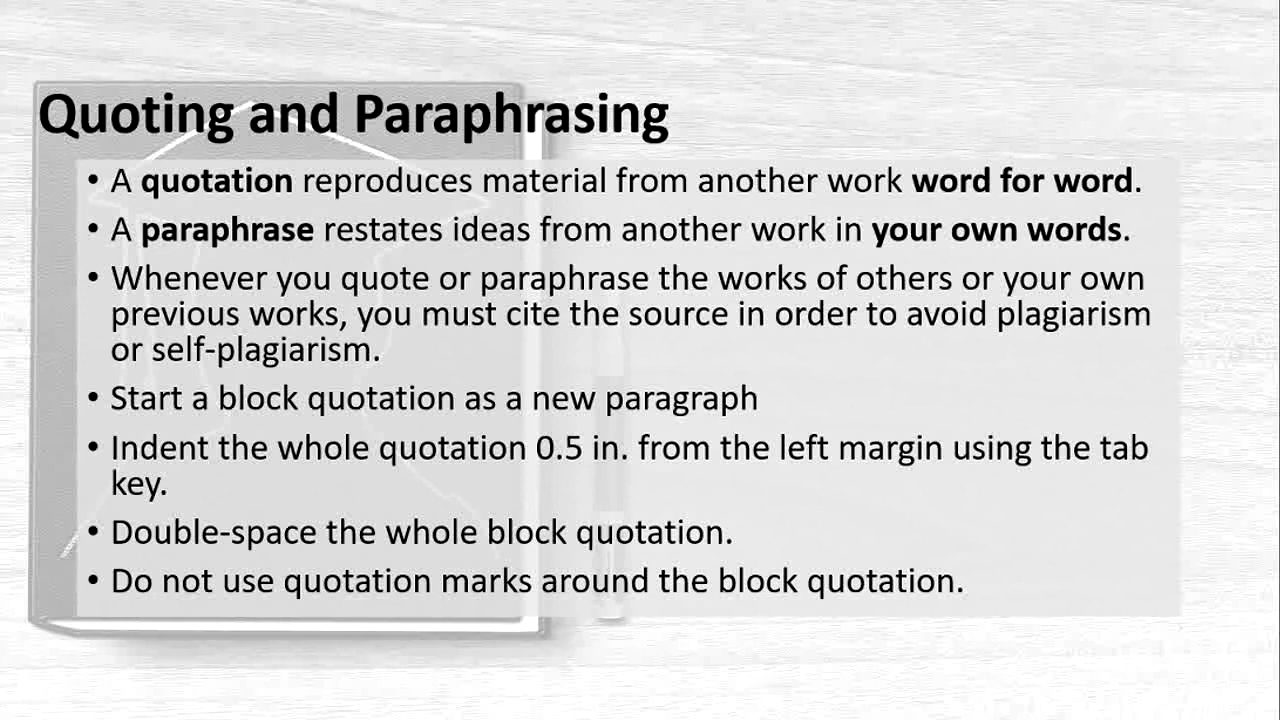 Quoting and Paraphrasing
• A quotation reproduces material from another work word for word.
• A paraphrase restates ideas from another work in your own words.
• Whenever you quote or paraphrase the works of others or your own
previous works, you must cite the source in order to avoid plagiarism
or self-plagiarism.
• Start a block quotation as a new paragraph
• Indent the whole quotation 0.5 in. from the left margin using the tab
key.
• Double-space the whole block quotation.
• Do not use quotation marks around the block quotation.